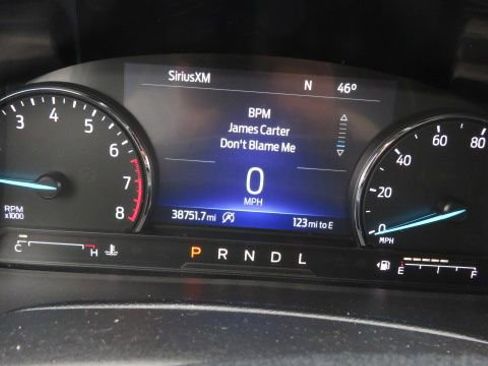 SiriusXM N 46°
BPM
James Carter
Don't Blame Me
0
MPH
38751.7 mi 123 mi to E
3 4 5 6 7 8
RPM
x1000
0 20 40 60 80
MPH
C H
P R N D L
E F